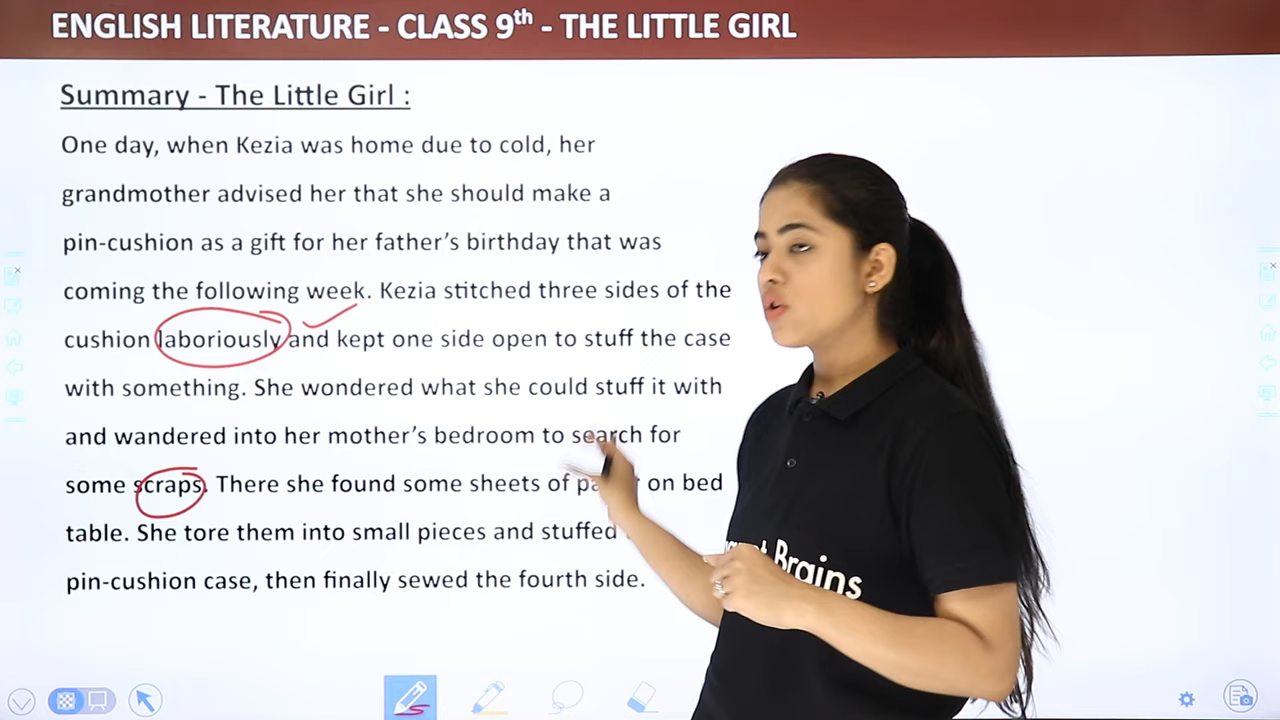 ENGLISH LITERATURE - CLASS 9th - THE LITTLE GIRL
Summary - The Little Girl :
One day, when Kezia was home due to cold, her
grandmother advised her that she should make a
pin-cushion as a gift for her father's birthday that was
coming the following week. Kezia stitched three sides of the
cushion laboriously and kept one side open to stuff the case
with something. She wondered what she could stuff it with
and wandered into her mother's bedroom to search for
some scraps. There she found some sheets of on bed
table. She tore them into small pieces and stuffed
pin-cushion case, then finally sewed the fourth side.
Brains